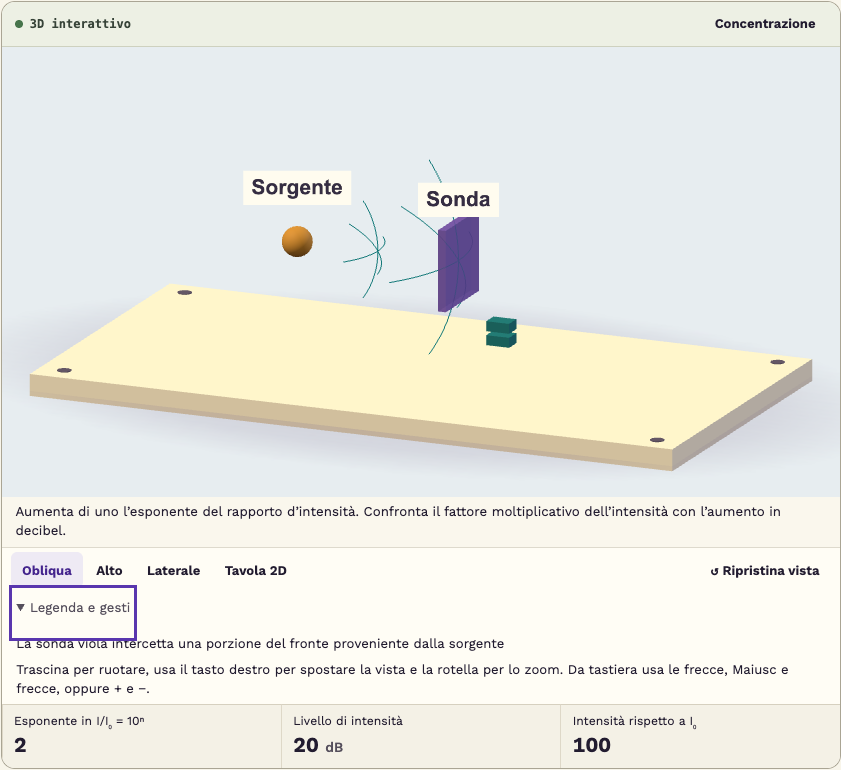 3D interattivo
Concentrazione
Sorgente
Sonda
Aumenta di uno l’esponente del rapporto d’intensità. Confronta il fattore moltiplicativo dell’intensità con l’aumento in
decibel.
Obliqua Alto Laterale Tavola 2D ↺ Ripristina vista
▼ Legenda e gesti
La sonda viola intercetta una porzione del fronte proveniente dalla sorgente
Trascina per ruotare, usa il tasto destro per spostare la vista e la rotella per lo zoom. Da tastiera usa le frecce, Maiusc e
frecce, oppure + e −.
Esponente in I/I₀ = 10ⁿ
2
Livello di intensità
20 dB
Intensità rispetto a I₀
100